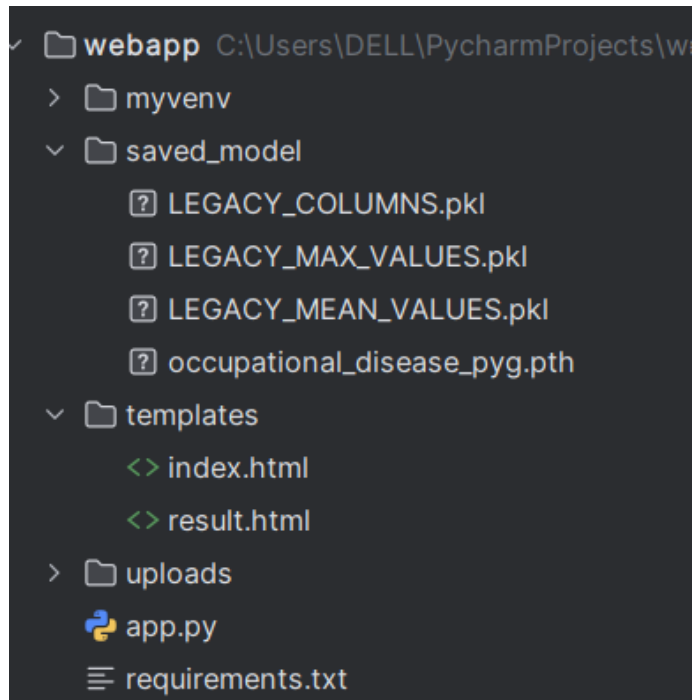 webapp C:\Users\DELL\PycharmProjects\w
myvenv
saved_model
LEGACY_COLUMNS.pkl
LEGACY_MAX_VALUES.pkl
LEGACY_MEAN_VALUES.pkl
occupational_disease_pyg.pth
templates
<> index.html
<> result.html
uploads
app.py
requirements.txt